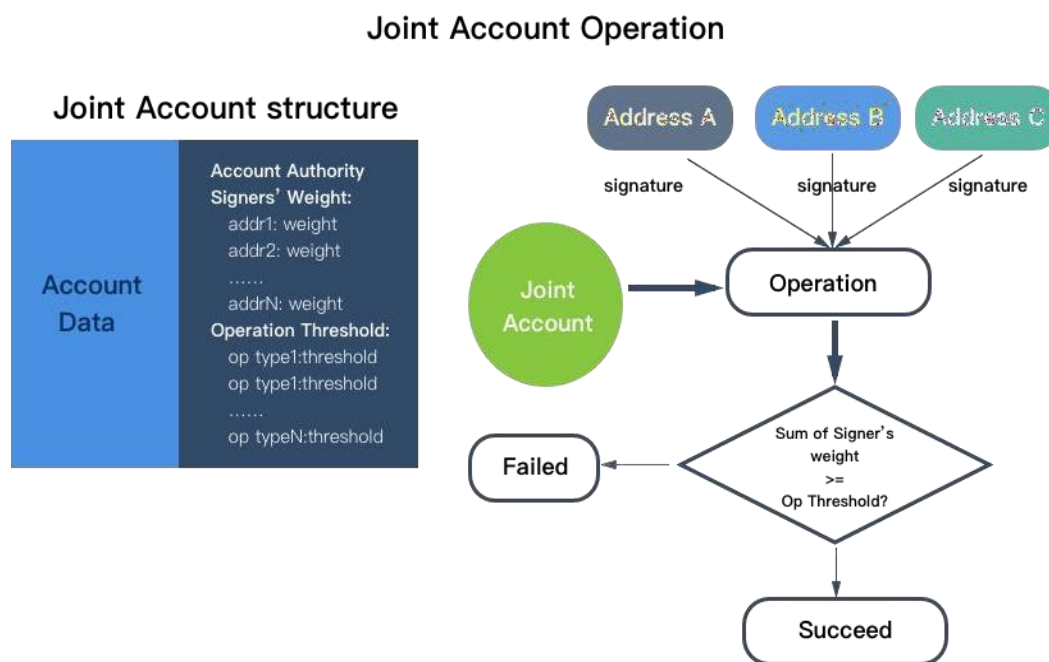 Joint Account Operation
Joint Account structure
Account
Data
Account Authority
Signers' Weight:
addr1: weight
addr2: weight
......
addrN: weight
Operation Threshold:
op type1:threshold
op type1:threshold
......
op typeN:threshold
Address A
Address B
Address C
signature
signature
signature
Joint
Account
Operation
Sum of Signer's
weight
>=
Op Threshold?
Failed
Succeed